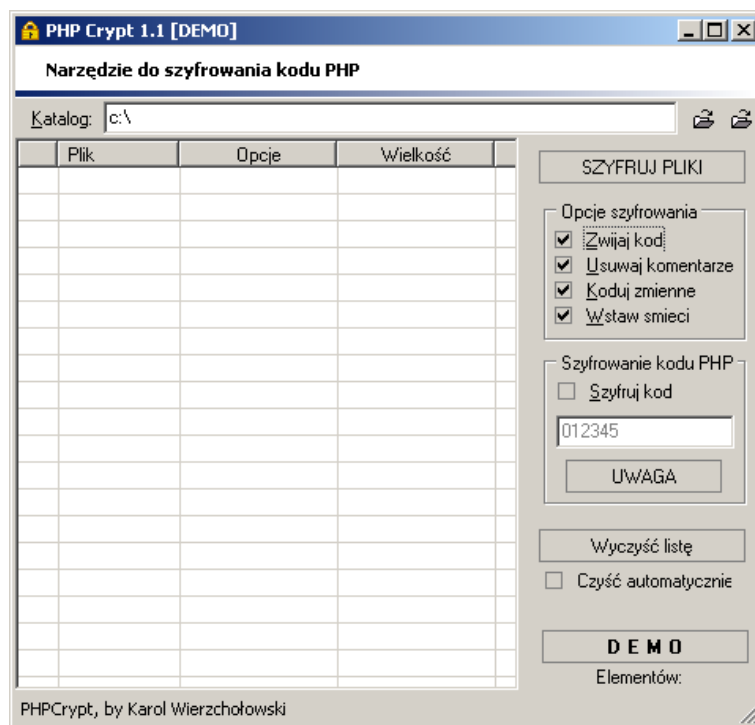 PHP Crypt 1.1 [DEMO]
Narzędzie do szyfrowania kodu PHP
Katalog: c:\
Plik Opcje Wielkość
SZYFRUJ PLIKI
Opcje szyfrowania
Zwijaj kod
Usuwaj komentarze
Koduj zmienne
Wstaw smieci
Szyfrowanie kodu PHP
Szyfruj kod
012345
UWAGA
Wyczyść listę
Czyść automatycznie
D E M O
Elementów:
PHPCrypt, by Karol Wierzchołowski